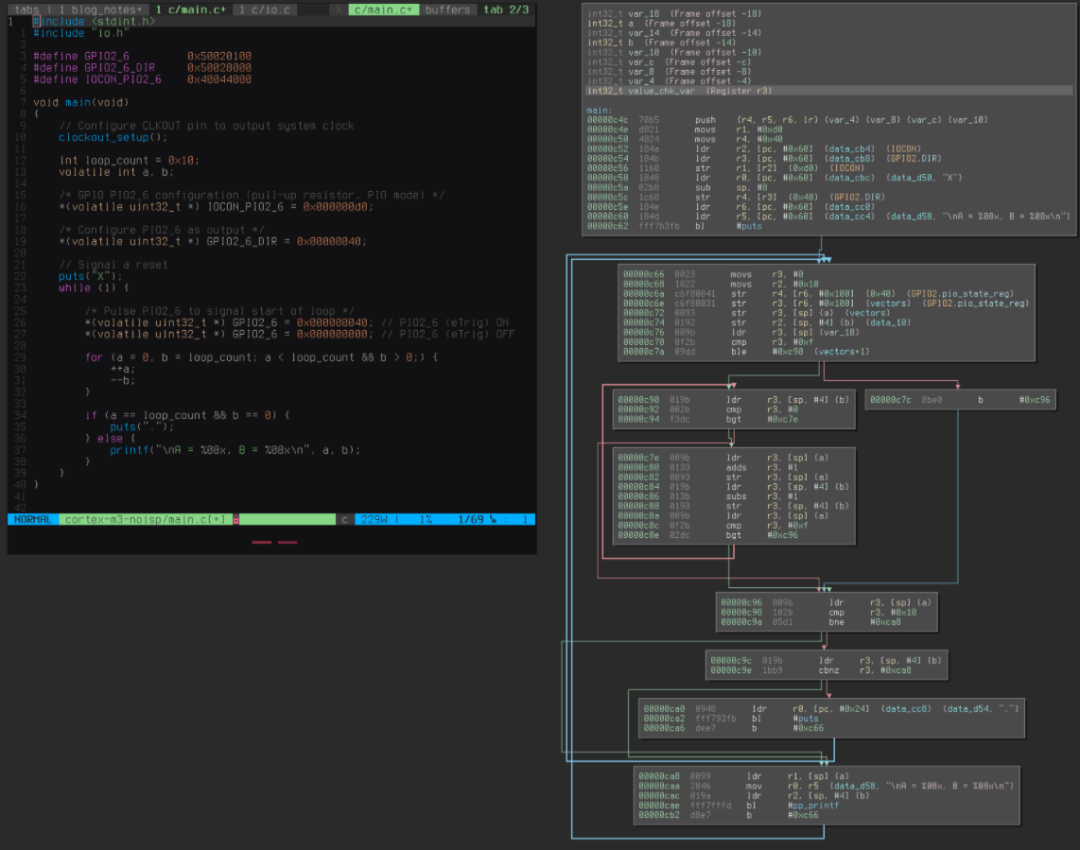 tabs | 1 blog_notes+ 1 c/main.c+ 1 c/io.c x c/main.c+ buffers tab 2/3
1 #include <stdint.h>
1 #include "io.h"
2
3 #define GPIO2_6 0x50020100
4 #define GPIO2_6_DIR 0x50028000
5 #define IOCON_PIO2_6 0x40044000
6
7 void main(void)
8 {
9 // Configure CLKOUT pin to output system clock
10 clockout_setup();
11
12 int loop_count = 0x10;
13 volatile int a, b;
14
15 /* GPIO PIO2_6 configuration (pull-up resistor, PIO mode) */
16 *(volatile uint32_t *) IOCON_PIO2_6 = 0x000000d0;
17
18 /* Configure PIO2_6 as output */
19 *(volatile uint32_t *) GPIO2_6_DIR = 0x00000040;
20
21 // Signal a reset
22 puts("X");
23 while (1) {
24
25 /* Pulse PIO2_6 to signal start of loop */
26 *(volatile uint32_t *) GPIO2_6 = 0x000000040; // PIO2_6 (eTrig) ON
27 *(volatile uint32_t *) GPIO2_6 = 0x000000000; // PIO2_6 (eTrig) OFF
28
29 for (a = 0, b = loop_count; a < loop_count && b > 0;) {
30 ++a;
31 --b;
32 }
33
34 if (a == loop_count && b == 0) {
35 puts(".");
36 } else {
37 printf("\nA = %08x, B = %08x\n", a, b);
38 }
39 }
40 }
41
42
NORMAL cortex-m3-noisp/main.c[+] c 229W | 1% 1/69 : 1
int32_t var_18 (Frame offset -18)
int32_t a (Frame offset -18)
int32_t var_14 (Frame offset -14)
int32_t b (Frame offset -14)
int32_t var_10 (Frame offset -10)
int32_t var_c (Frame offset -c)
int32_t var_8 (Frame offset -8)
int32_t var_4 (Frame offset -4)
int32_t value_chk_var (Register r3)
main:
00000c4c 70b5 push {r4, r5, r6, lr} (var_4) (var_8) (var_c) (var_10)
00000c4e d021 movs r1, #0xd0
00000c50 4024 movs r4, #0x40
00000c52 184a ldr r2, [pc, #0x60] (data_cb4) (IOCON)
00000c54 184b ldr r3, [pc, #0x60] (data_cb8) (GPIO2.DIR)
00000c56 1160 str r1, [r2] (0xd0) (IOCON)
00000c58 1848 ldr r0, [pc, #0x60] (data_cbc) (data_d50, "X")
00000c5a 82b0 sub sp, #8
00000c5c 1c60 str r4, [r3] (0x40) (GPIO2.DIR)
00000c5e 184e ldr r6, [pc, #0x60] (data_cc0)
00000c60 184d ldr r5, [pc, #0x60] (data_cc4) (data_d58, "\nA = %08x, B = %08x\n")
00000c62 fff7b3fb bl #puts
00000c66 0023 movs r3, #0
00000c68 1022 movs r2, #0x10
00000c6a c6f80041 str r4, [r6, #0x100] (0x40) (GPIO2.pio_state_reg)
00000c6e c6f80031 str r3, [r6, #0x100] (vectors) (GPIO2.pio_state_reg)
00000c72 0093 str r3, [sp] (a) (vectors)
00000c74 0192 str r2, [sp, #4] (b) (data_10)
00000c76 009b ldr r3, [sp] (var_18)
00000c78 0f2b cmp r3, #0xf
00000c7a 09dd ble #0xc90 (vectors+1)
00000c90 019b ldr r3, [sp, #4] (b)
00000c92 002b cmp r3, #0
00000c94 f3dc bgt #0xc7e
00000c7c 0be0 b #0xc96
00000c7e 009b ldr r3, [sp] (a)
00000c80 0133 adds r3, #1
00000c82 0093 str r3, [sp] (a)
00000c84 019b ldr r3, [sp, #4] (b)
00000c86 013b subs r3, #1
00000c88 0193 str r3, [sp, #4] (b)
00000c8a 009b ldr r3, [sp] (a)
00000c8c 0f2b cmp r3, #0xf
00000c8e 02dc bgt #0xc96
00000c96 009b ldr r3, [sp] (a)
00000c98 102b cmp r3, #0x10
00000c9a 05d1 bne #0xca8
00000c9c 019b ldr r3, [sp, #4] (b)
00000c9e 1bb9 cbnz r3, #0xca8
00000ca0 0948 ldr r0, [pc, #0x24] (data_cc8) (data_d54, ".")
00000ca2 fff793fb bl #puts
00000ca6 dee7 b #0xc66
00000ca8 0099 ldr r1, [sp] (a)
00000caa 2846 mov r0, r5 (data_d58, "\nA = %08x, B = %08x\n")
00000cac 019a ldr r2, [sp, #4] (b)
00000cae fff7fffd bl #pp_printf
00000cb2 d8e7 b #0xc66